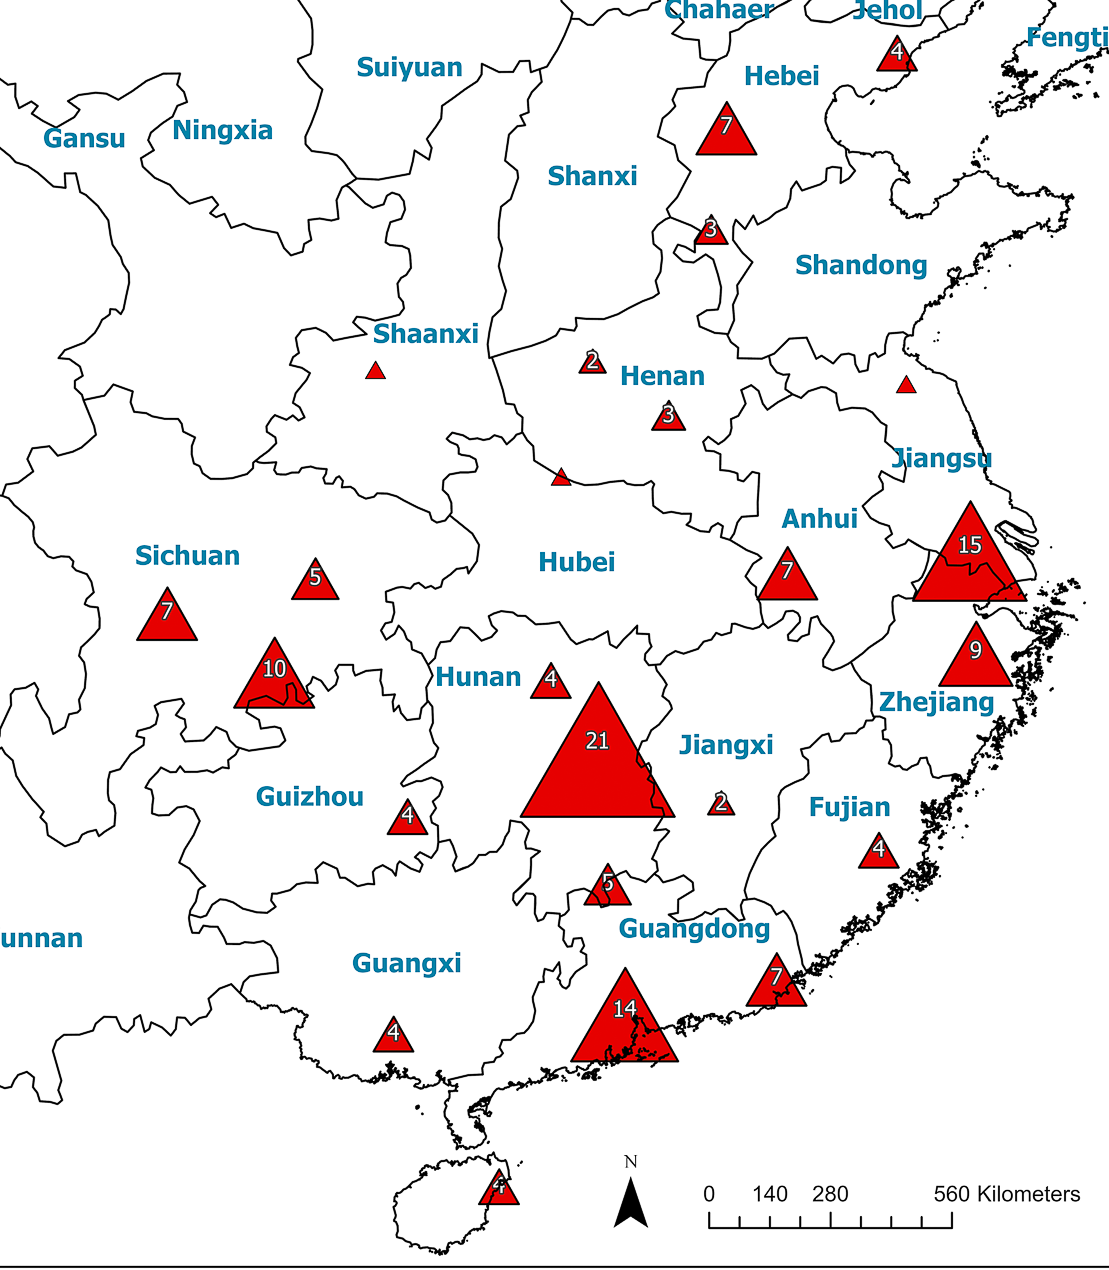 Chahaer
Jehol
Fengti
4
Suiyuan
Hebei
7
Ningxia
Gansu
Shanxi
3
Shandong
Shaanxi
2
Henan
3
Jiangsu
Anhui
15
Sichuan
Hubei
5
7
7
9
10
Hunan
4
Zhejiang
21
Jiangxi
Guizhou
2
Fujian
4
4
5
Guangdong
unnan
Guangxi
7
14
4
4
N
0 140 280 560 Kilometers